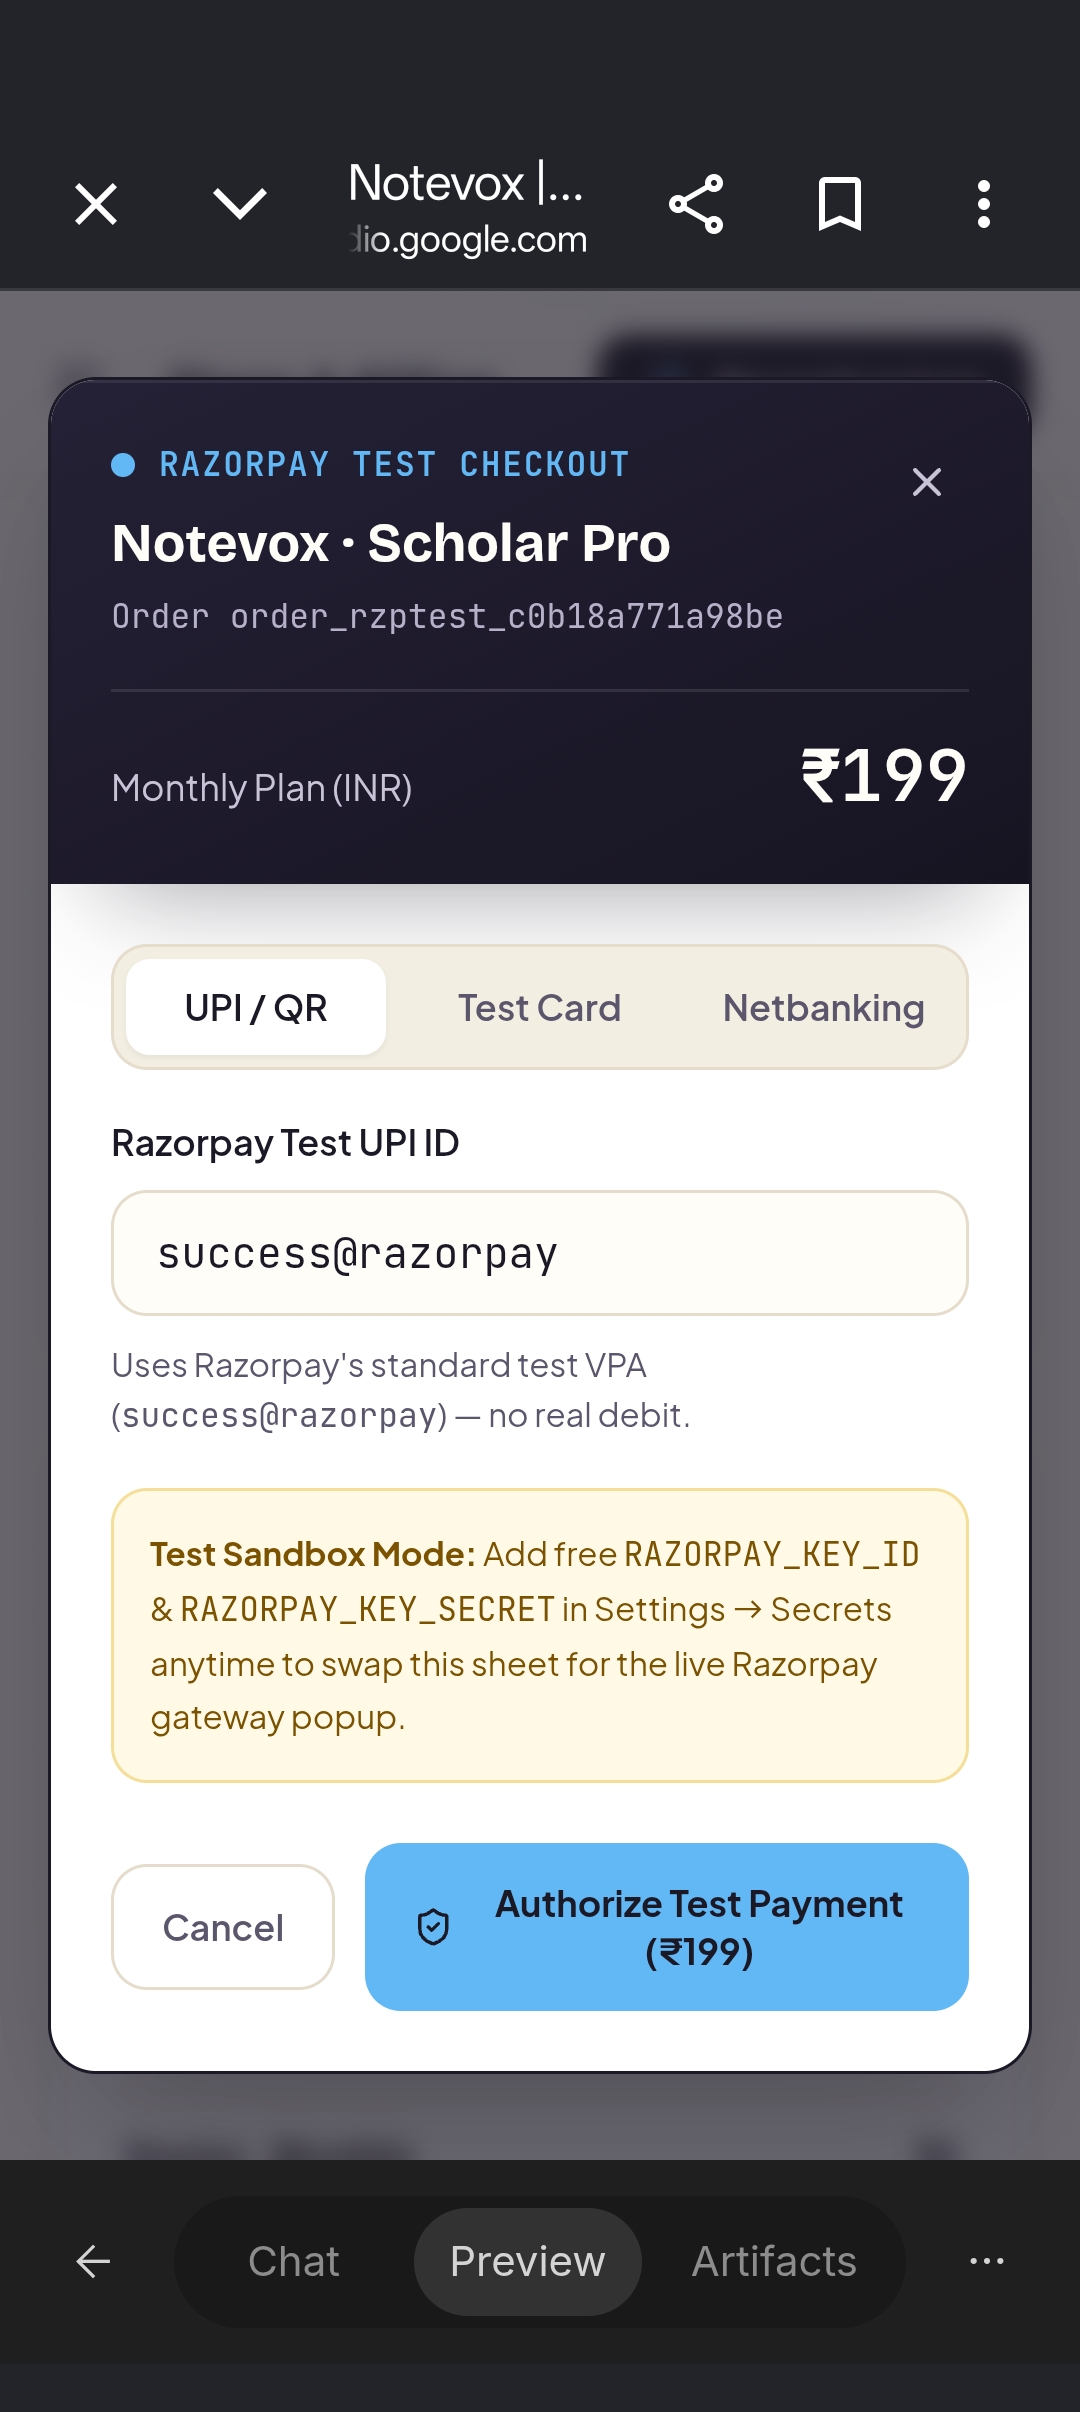 Notevox |...
dio.google.com
RAZORPAY TEST CHECKOUT
Notevox · Scholar Pro
Order order_rzptest_c0b18a771a98be
Monthly Plan (INR)
₹199
UPI / QR
Test Card
Netbanking
Razorpay Test UPI ID
success@razorpay
Uses Razorpay's standard test VPA
(success@razorpay) — no real debit.
Test Sandbox Mode: Add free RAZORPAY_KEY_ID
& RAZORPAY_KEY_SECRET in Settings → Secrets
anytime to swap this sheet for the live Razorpay
gateway popup.
Cancel
Authorize Test Payment
(₹199)
Chat
Preview
Artifacts